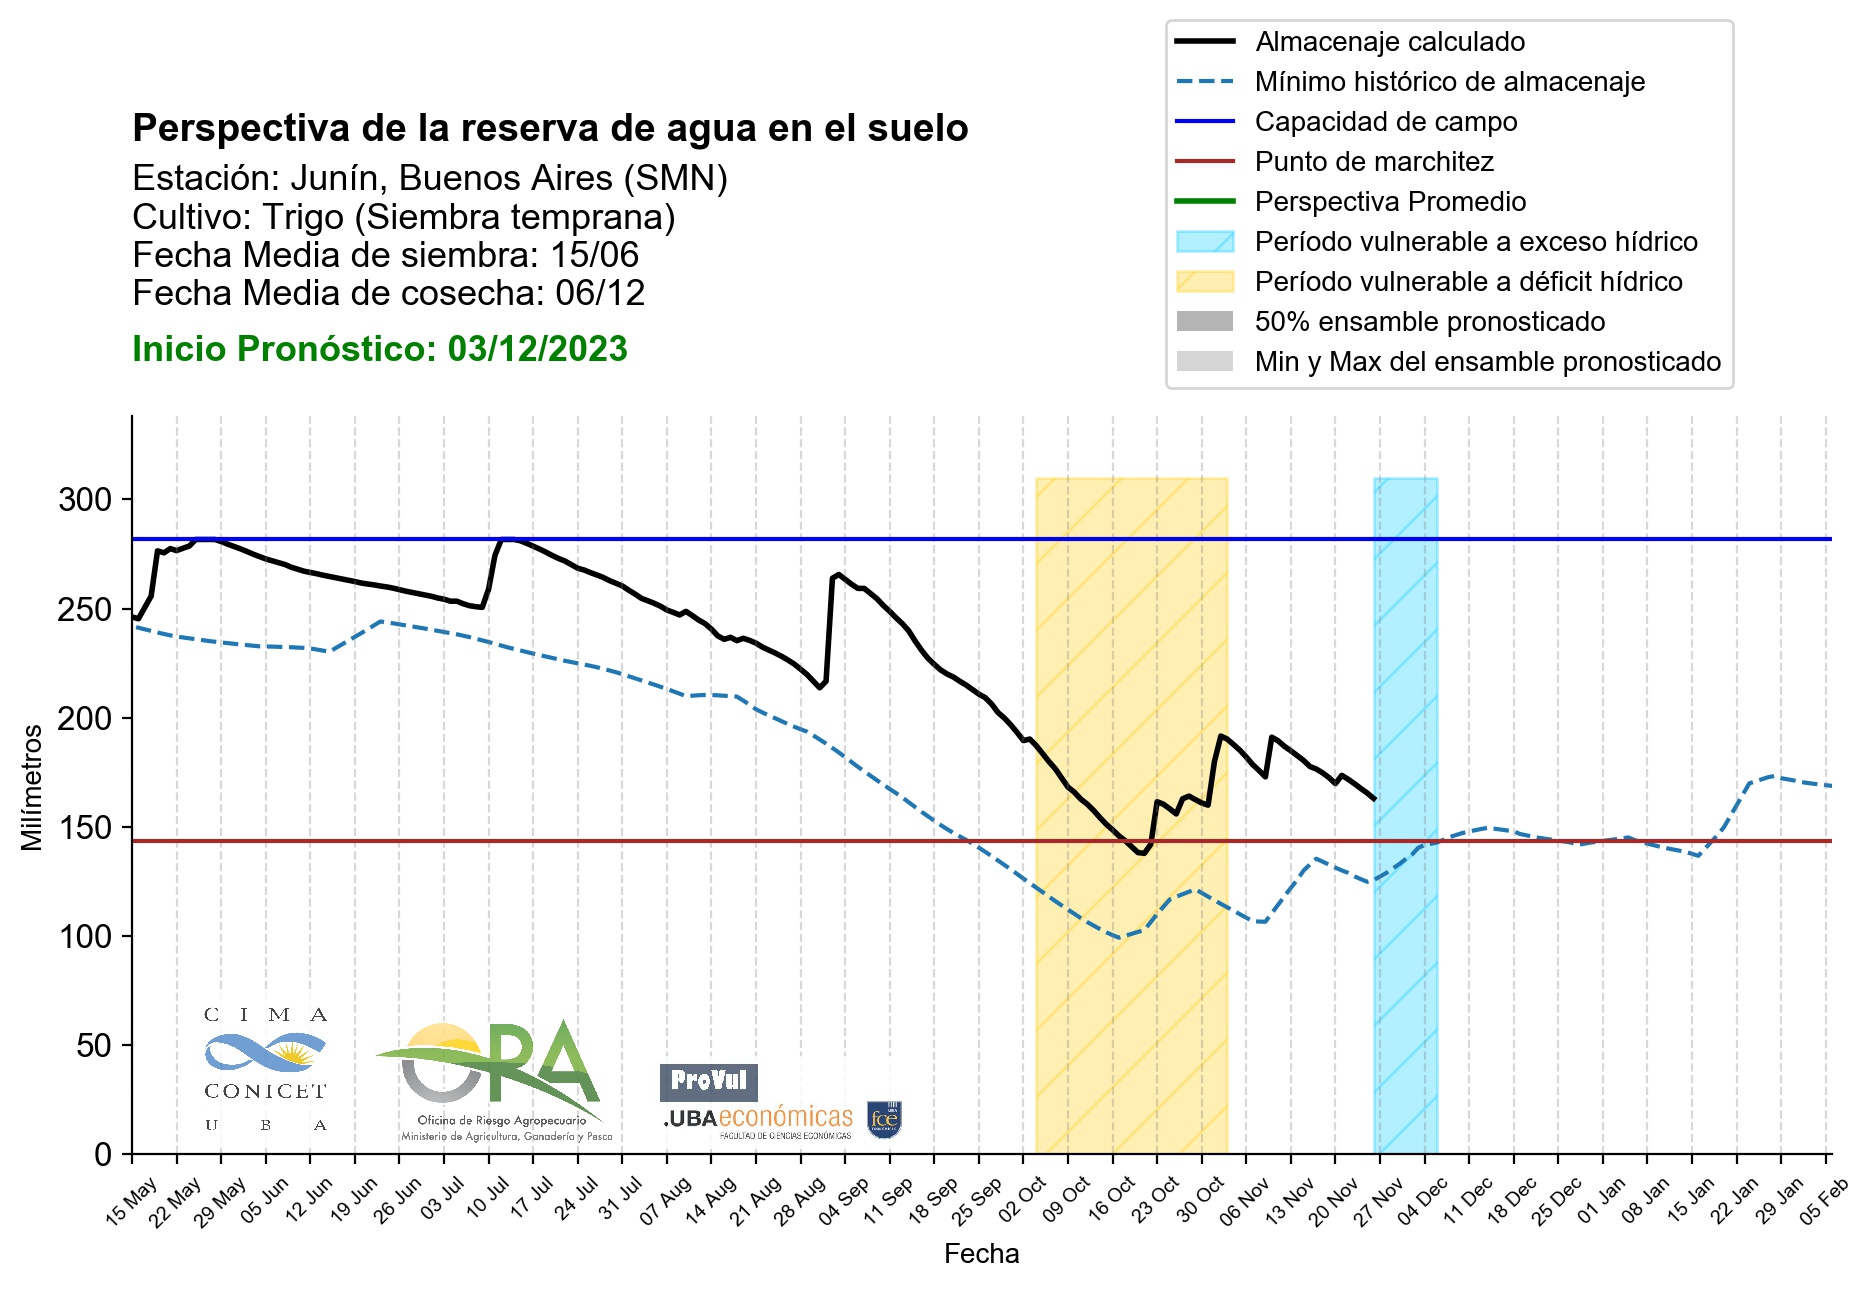 Almacenaje calculado
Mínimo histórico de almacenaje
Capacidad de campo
Punto de marchitez
Perspectiva Promedio
Período vulnerable a exceso hídrico
Período vulnerable a déficit hídrico
50% ensamble pronosticado
Min y Max del ensamble pronosticado
Perspectiva de la reserva de agua en el suelo
Estación: Junín, Buenos Aires (SMN)
Cultivo: Trigo (Siembra temprana)
Fecha Media de siembra: 15/06
Fecha Media de cosecha: 06/12
Inicio Pronóstico: 03/12/2023
Milímetros
300
250
200
150
100
50
0
CIMA
CONICET
UBA
ORA
Oficina de Riesgo Agropecuario
Ministerio de Agricultura, Ganadería y Pesca
ProVul
.UBAeconómicas
FACULTAD DE CIENCIAS ECONÓMICAS
UBA
fce
ECONÓMICAS
15 May
22 May
29 May
05 Jun
12 Jun
19 Jun
26 Jun
03 Jul
10 Jul
17 Jul
24 Jul
31 Jul
07 Aug
14 Aug
21 Aug
28 Aug
04 Sep
11 Sep
18 Sep
25 Sep
02 Oct
09 Oct
16 Oct
23 Oct
30 Oct
06 Nov
13 Nov
20 Nov
27 Nov
04 Dec
11 Dec
18 Dec
25 Dec
01 Jan
08 Jan
15 Jan
22 Jan
29 Jan
05 Feb
Fecha